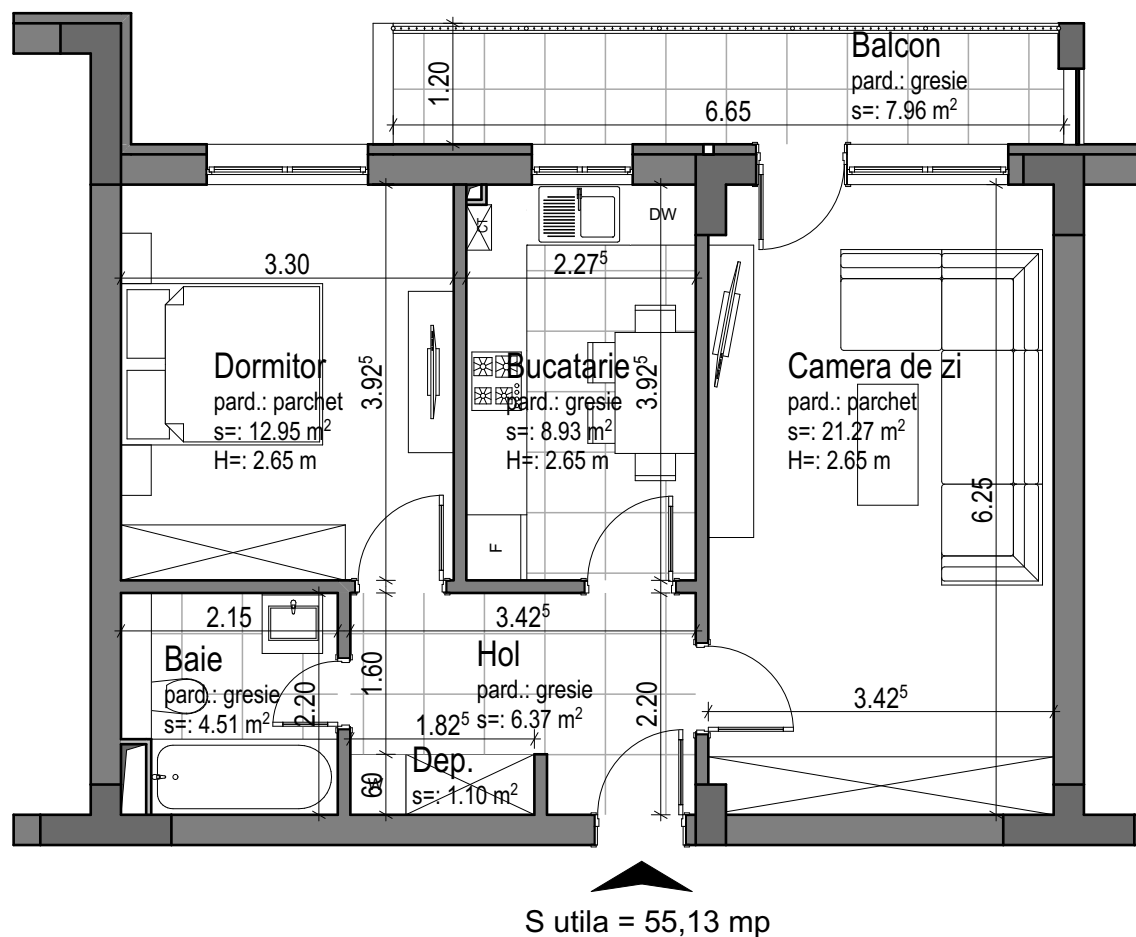 Balcon
pard.: gresie
s=: 7.96 m²
1.20
6.65
DW
CT
3.30
2.27⁵
Dormitor
pard.: parchet
s=: 12.95 m²
H=: 2.65 m
3.92⁵
Bucatarie
pard.: gresie
s=: 8.93 m²
H=: 2.65 m
3.92⁵
Camera de zi
pard.: parchet
s=: 21.27 m²
H=: 2.65 m
6.25
F
2.15
3.42⁵
Baie
pard.: gresie
s=: 4.51 m²
2.20
1.60
Hol
pard.: gresie
s=: 6.37 m²
2.20
3.42⁵
1.82⁵
60
Dep.
s=: 1.10 m²
S utila = 55,13 mp